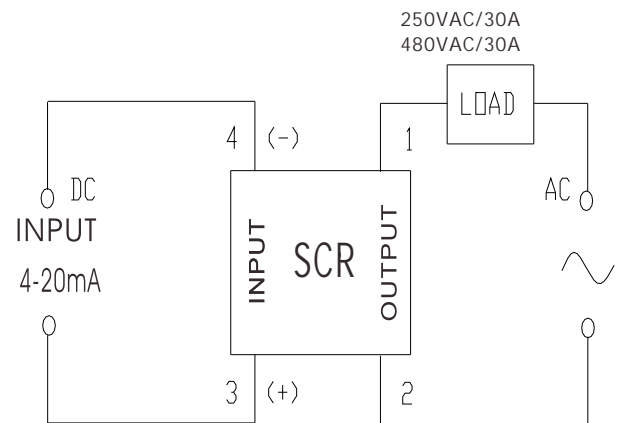 250VAC/30A
480VAC/30A
LOAD
4 (-)
1
DC
AC
INPUT
INPUT
SCR
OUTPUT
4-20mA
3 (+)
2